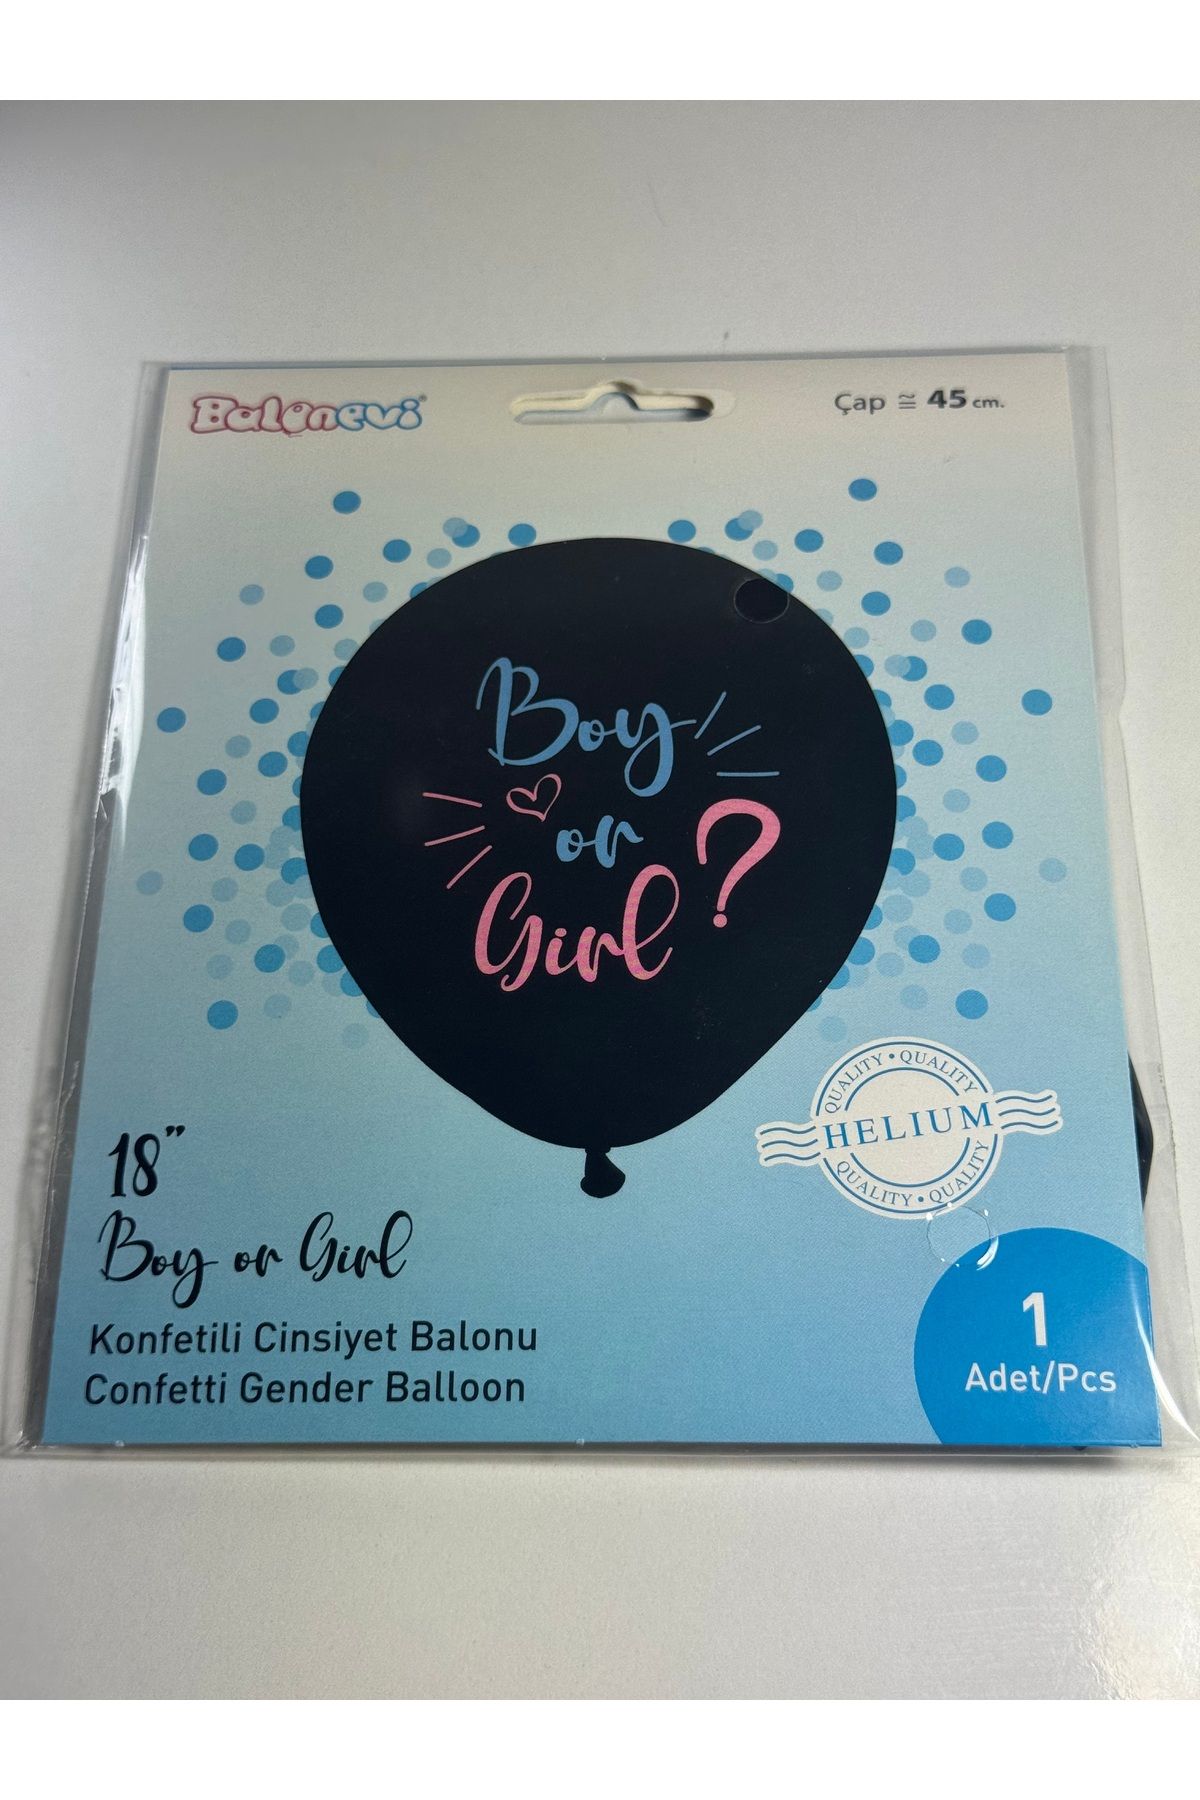 Balonevi
Çap ≅ 45 cm.
Boy
or
Girl ?
QUALITY • QUALITY
HELIUM
QUALITY • QUALITY
18”
Boy or Girl
Konfetili Cinsiyet Balonu
Confetti Gender Balloon
1
Adet/Pcs